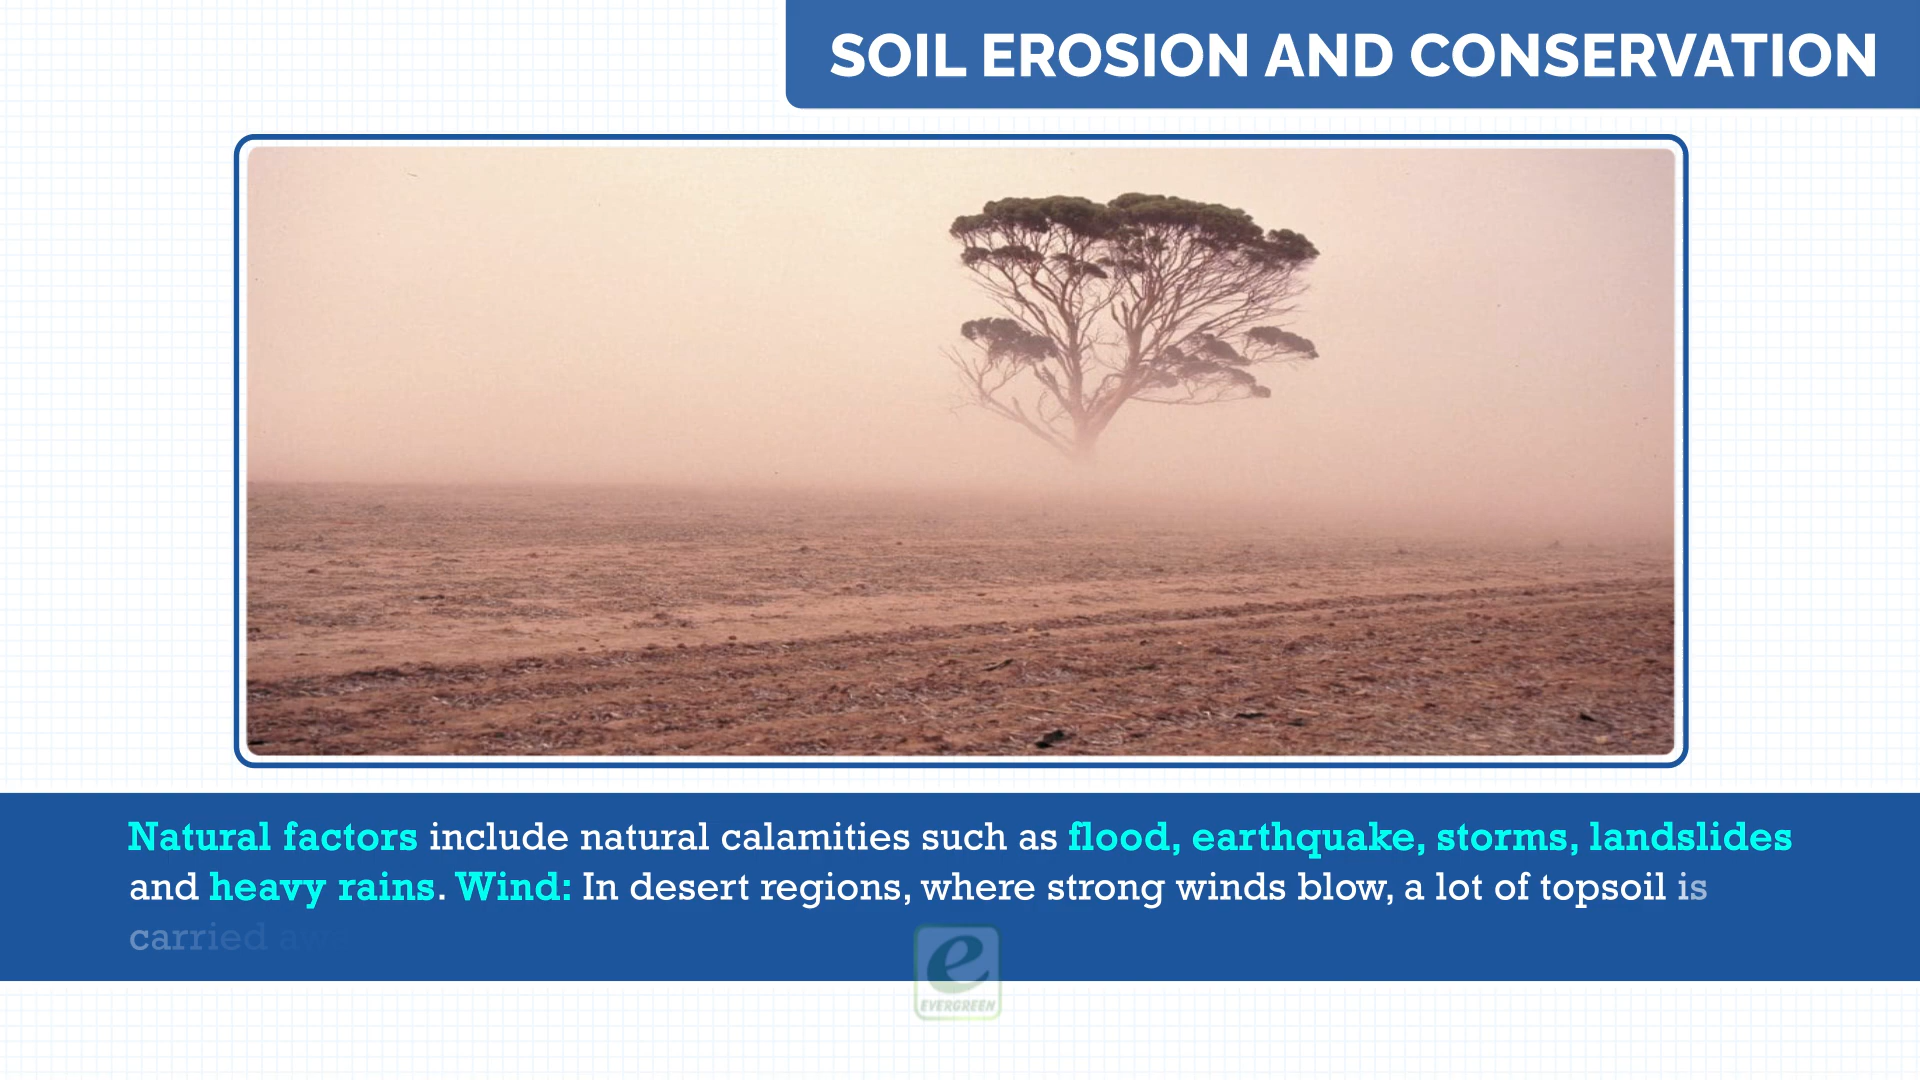 SOIL EROSION AND CONSERVATION
Natural factors include natural calamities such as flood, earthquake, storms, landslides
and heavy rains. Wind: In desert regions, where strong winds blow, a lot of topsoil is
carried
e
EVERGREEN